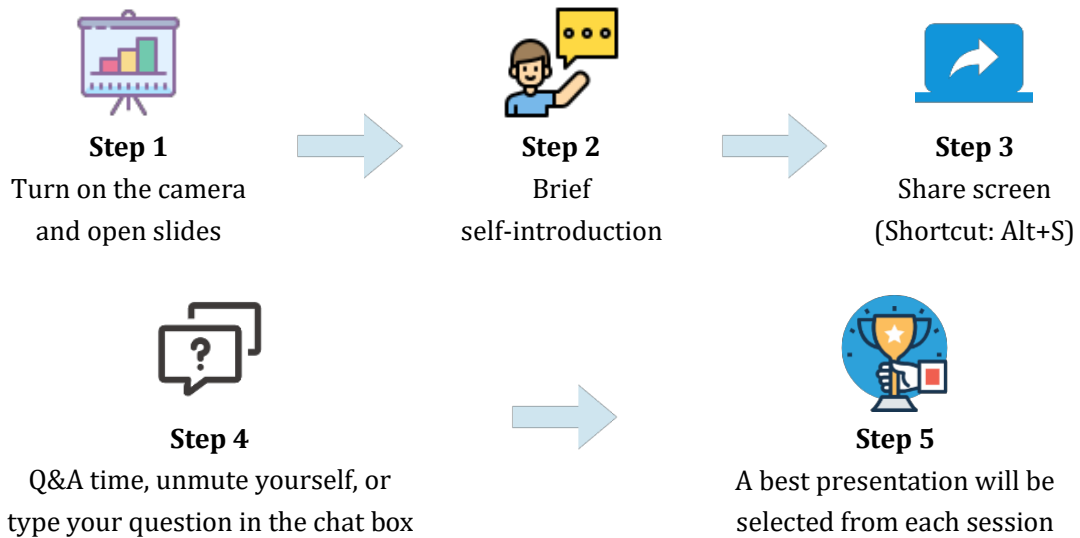 Step 1
Turn on the camera
and open slides
Step 2
Brief
self-introduction
Step 3
Share screen
(Shortcut: Alt+S)
Step 4
Q&A time, unmute yourself, or
type your question in the chat box
Step 5
A best presentation will be
selected from each session